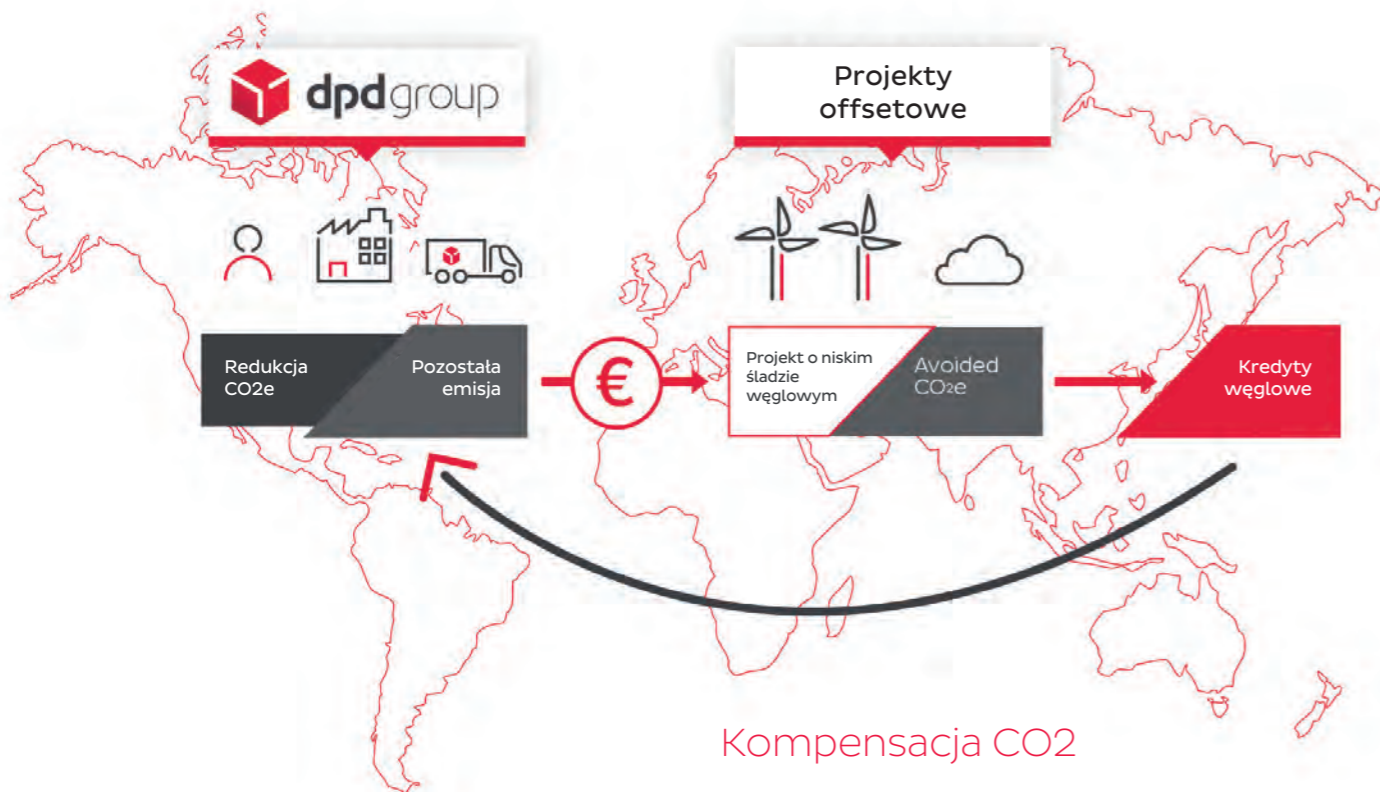 dpdgroup
Projekty
offsetowe
Redukcja
CO2e
Pozostała
emisja
€
Projekt o niskim
śladzie
węglowym
Avoided
CO2e
Kredyty
węglowe
Kompensacja CO2